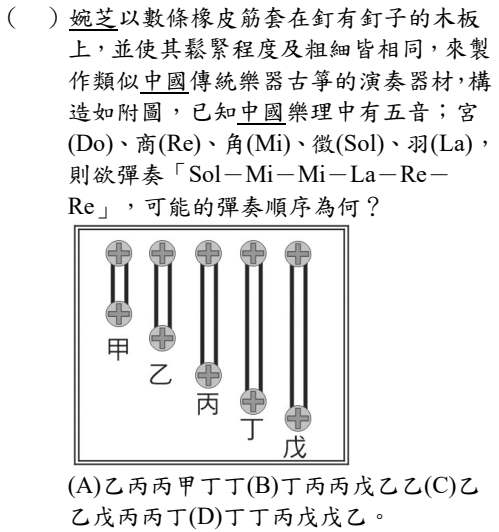 (　　) 婉芝以數條橡皮筋套在釘有釘子的木板
上，並使其鬆緊程度及粗細皆相同，來製
作類似中國傳統樂器古箏的演奏器材，構
造如附圖，已知中國樂理中有五音；宮
(Do)、商(Re)、角(Mi)、徵(Sol)、羽(La)，
則欲彈奏「Sol－Mi－Mi－La－Re－
Re」，可能的彈奏順序為何？
甲
乙
丙
丁
戊
(A)乙丙丙甲丁丁(B)丁丙丙戊乙乙(C)乙
乙戊丙丙丁(D)丁丁丙戊戊乙。